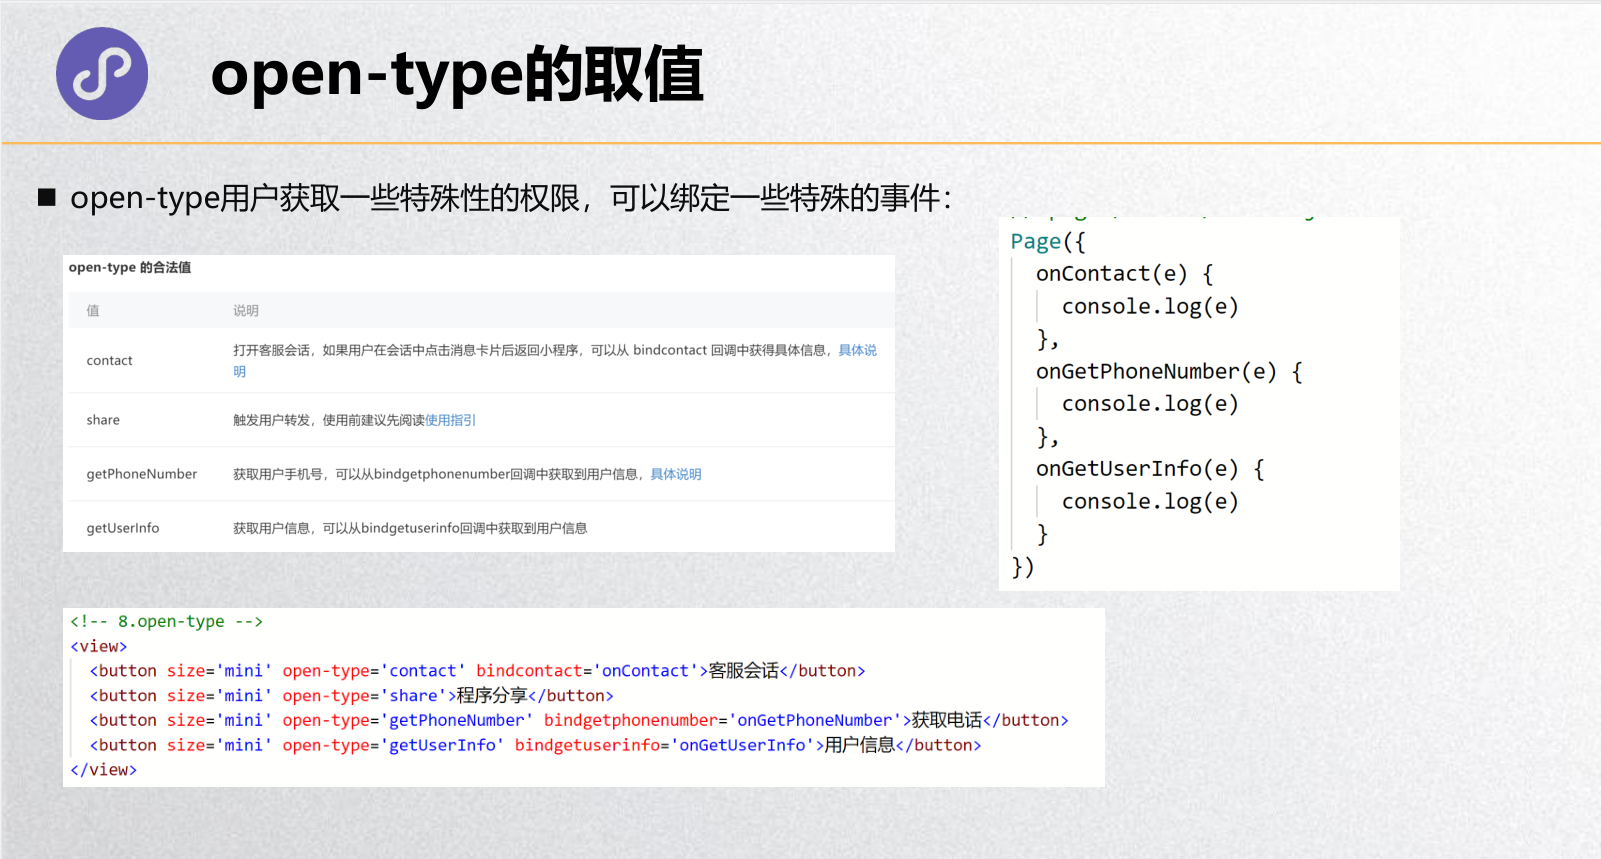 open-type的取值
open-type用户获取一些特殊性的权限，可以绑定一些特殊的事件：
open-type 的合法值
值 说明
contact 打开客服会话，如果用户在会话中点击消息卡片后返回小程序，可以从 bindcontact 回调中获得具体信息，具体说
明
share 触发用户转发，使用前建议先阅读使用指引
getPhoneNumber 获取用户手机号，可以从bindgetphonenumber回调中获取到用户信息，具体说明
getUserInfo 获取用户信息，可以从bindgetuserinfo回调中获取到用户信息
Page({
onContact(e) {
console.log(e)
},
onGetPhoneNumber(e) {
console.log(e)
},
onGetUserInfo(e) {
console.log(e)
}
})
<!-- 8.open-type -->
<view>
<button size='mini' open-type='contact' bindcontact='onContact'>客服会话</button>
<button size='mini' open-type='share'>程序分享</button>
<button size='mini' open-type='getPhoneNumber' bindgetphonenumber='onGetPhoneNumber'>获取电话</button>
<button size='mini' open-type='getUserInfo' bindgetuserinfo='onGetUserInfo'>用户信息</button>
</view>